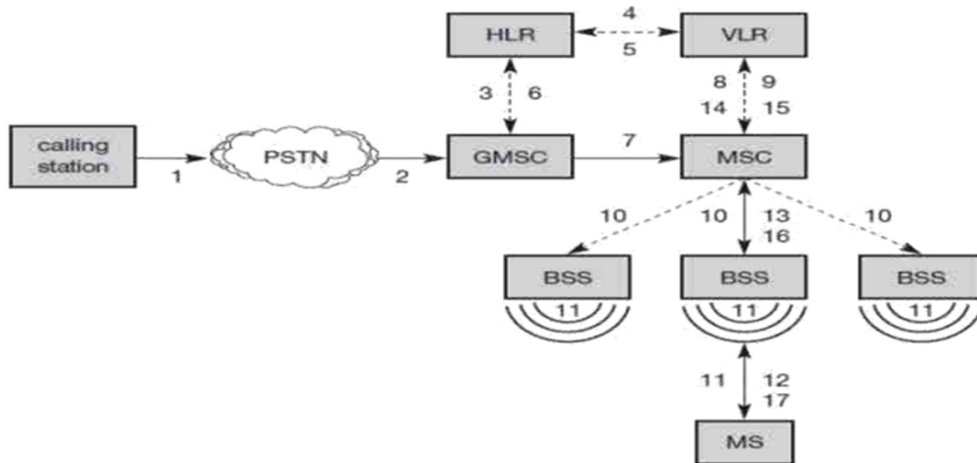 4
HLR
VLR
5
3 6
8 9
14 15
calling
station
PSTN
GMSC
7
MSC
1
2
10
10
13
10
16
BSS
BSS
BSS
11
11
11
11
12
17
MS